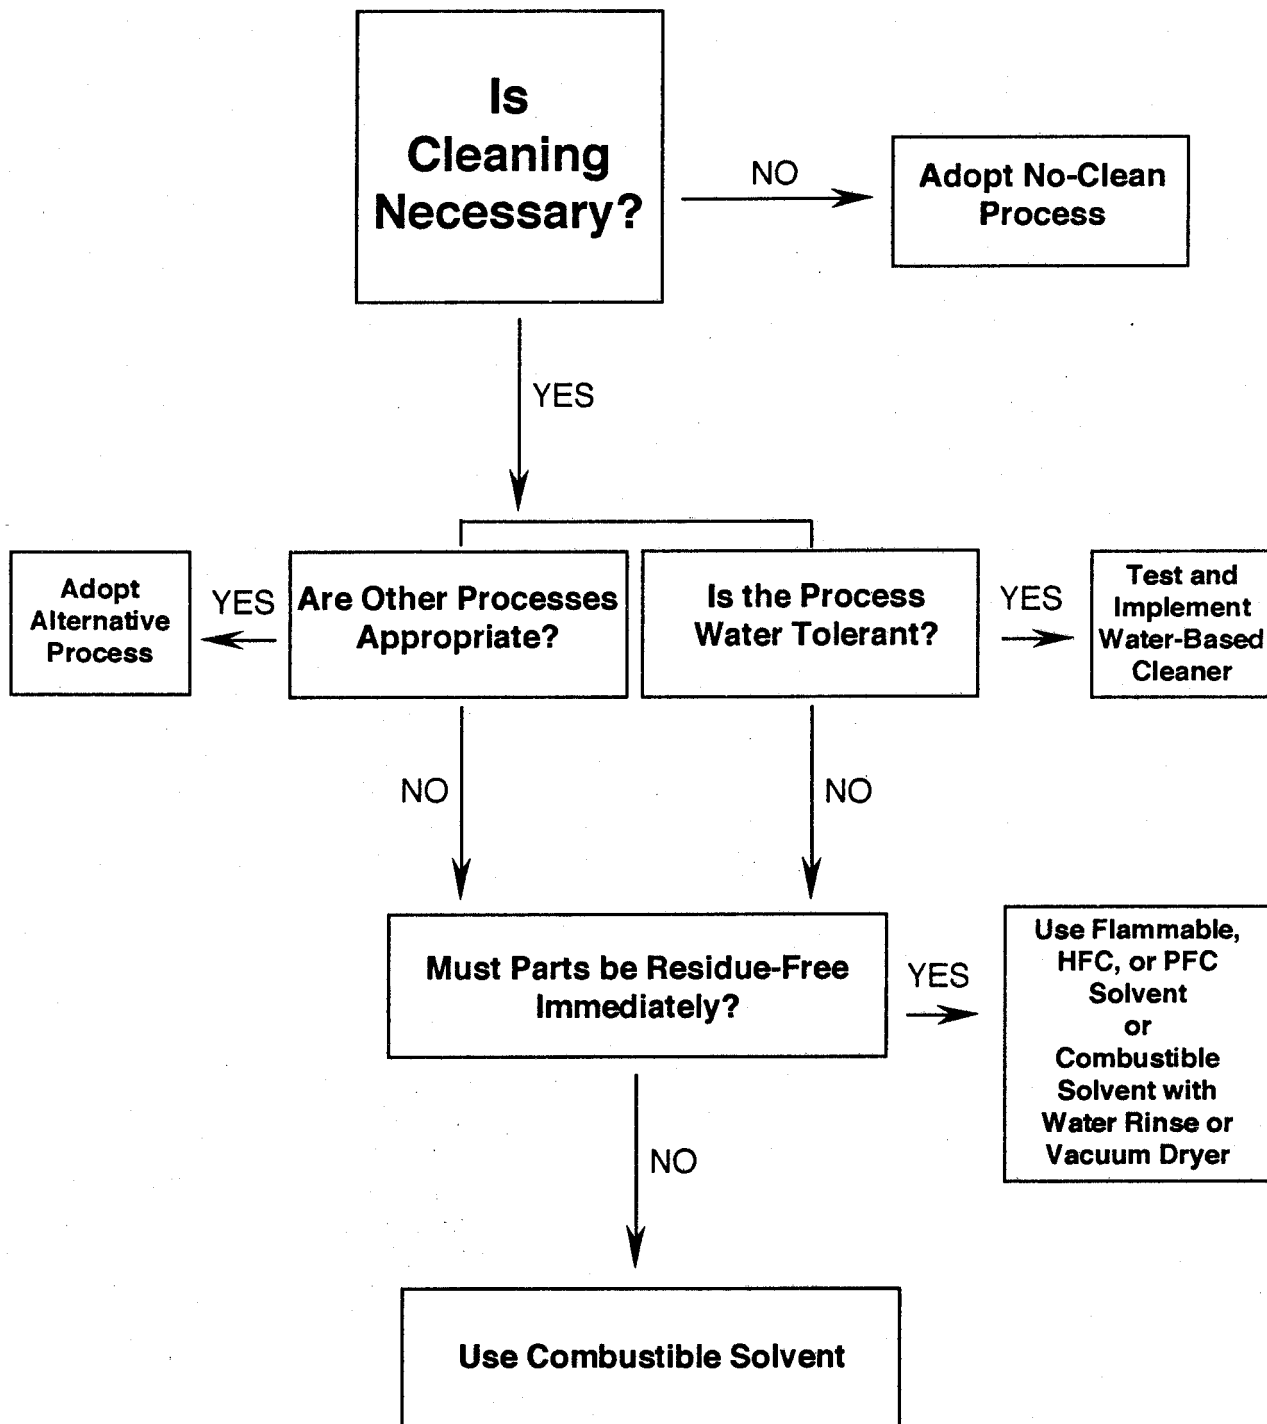 Is
Cleaning
Necessary?
NO
Adopt No-Clean
Process
YES
Adopt
Alternative
Process
YES
Are Other Processes
Appropriate?
Is the Process
Water Tolerant?
YES
Test and
Implement
Water-Based
Cleaner
NO
NO
Must Parts be Residue-Free
Immediately?
YES
Use Flammable,
HFC, or PFC
Solvent
or
Combustible
Solvent with
Water Rinse or
Vacuum Dryer
NO
Use Combustible Solvent